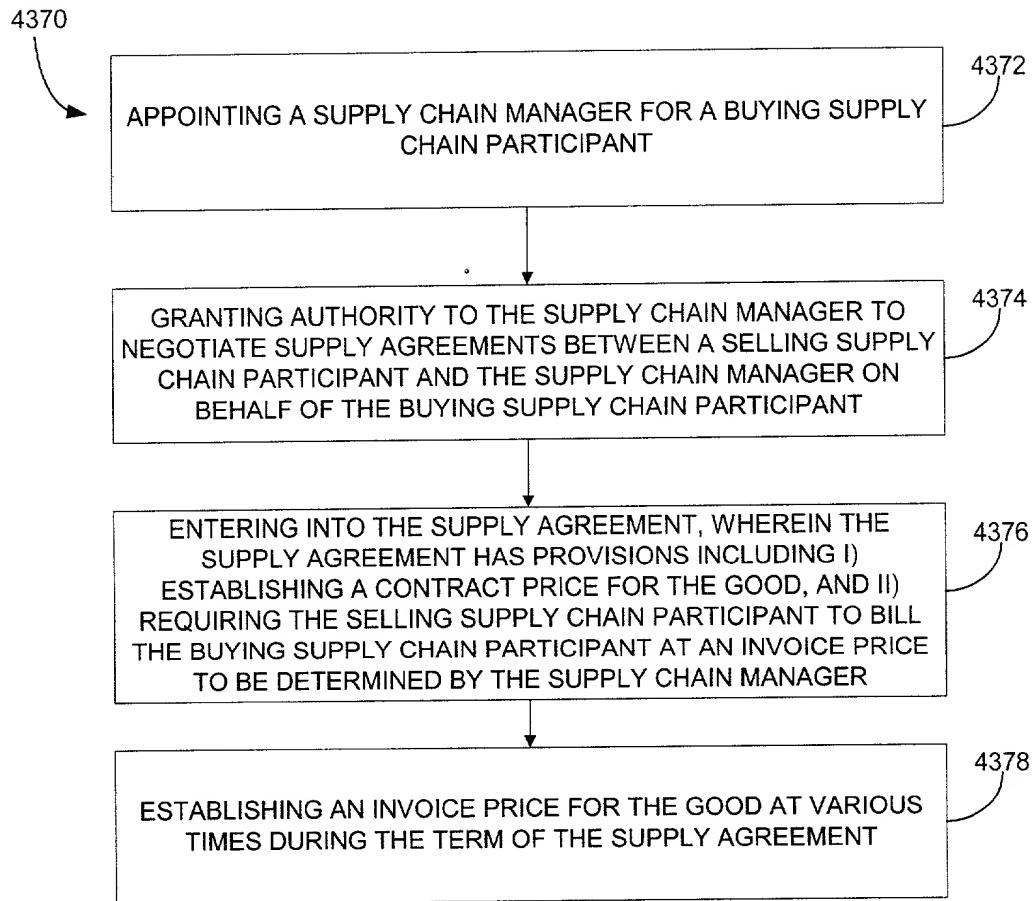 4370
APPOINTING A SUPPLY CHAIN MANAGER FOR A BUYING SUPPLY
CHAIN PARTICIPANT
4372
GRANTING AUTHORITY TO THE SUPPLY CHAIN MANAGER TO
NEGOTIATE SUPPLY AGREEMENTS BETWEEN A SELLING SUPPLY
CHAIN PARTICIPANT AND THE SUPPLY CHAIN MANAGER ON
BEHALF OF THE BUYING SUPPLY CHAIN PARTICIPANT
4374
ENTERING INTO THE SUPPLY AGREEMENT, WHEREIN THE
SUPPLY AGREEMENT HAS PROVISIONS INCLUDING I)
ESTABLISHING A CONTRACT PRICE FOR THE GOOD, AND II)
REQUIRING THE SELLING SUPPLY CHAIN PARTICIPANT TO BILL
THE BUYING SUPPLY CHAIN PARTICIPANT AT AN INVOICE PRICE
TO BE DETERMINED BY THE SUPPLY CHAIN MANAGER
4376
ESTABLISHING AN INVOICE PRICE FOR THE GOOD AT VARIOUS
TIMES DURING THE TERM OF THE SUPPLY AGREEMENT
4378